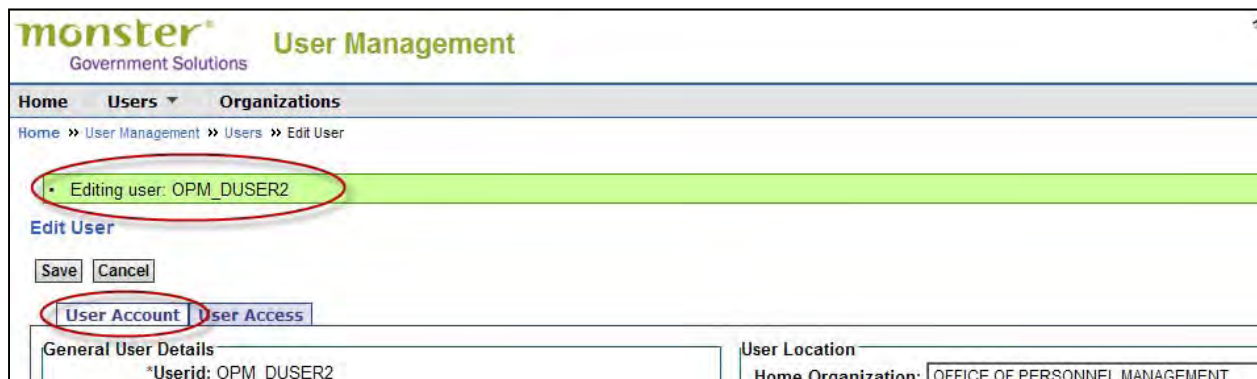 monster®
Government Solutions
User Management
Home Users Organizations
Home » User Management » Users » Edit User
• Editing user: OPM_DUSER2
Edit User
Save Cancel
User Account User Access
General User Details
*Userid: OPM_DUSER2
User Location
Home Organization: OFFICE OF PERSONNEL MANAGEMENT